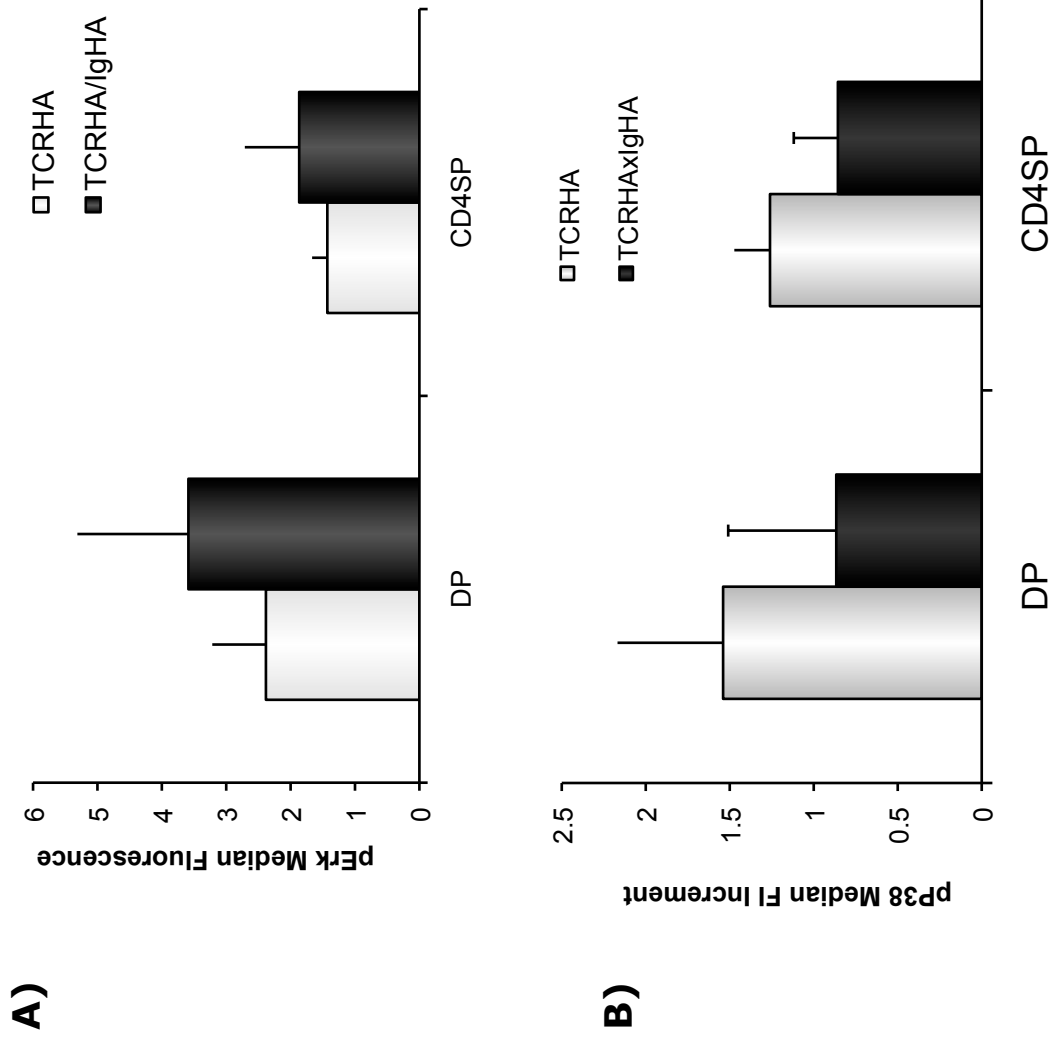 A)
pErk Median Fluorescence
6
5
4
3
2
1
0
TCRHA
TCRHA/IgHA
DP
CD4SP
B)
pP38 Median FI Increment
2.5
2
1.5
1
0.5
0
TCRHA
TCRHAxIgHA
DP
CD4SP